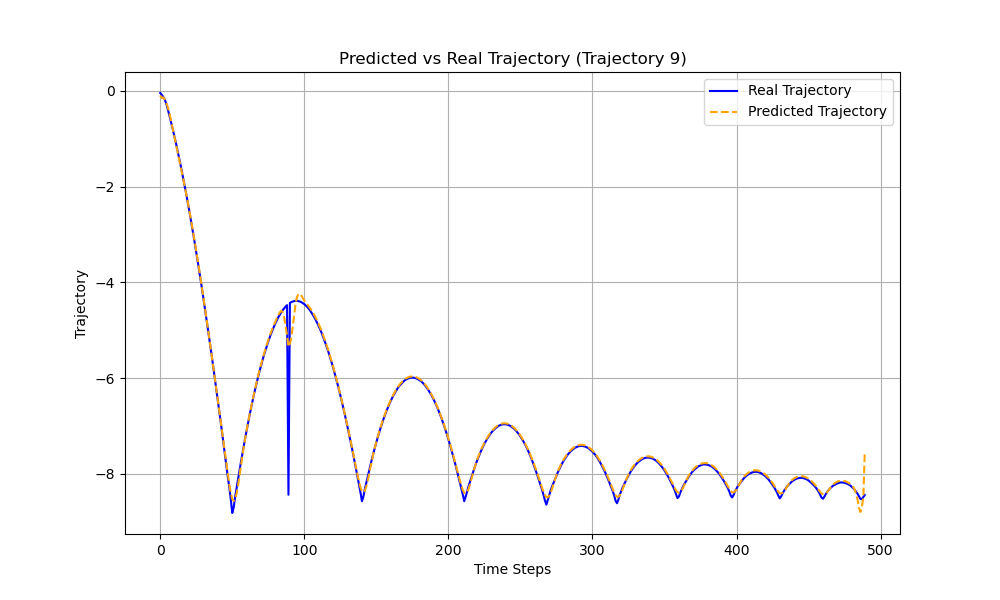 Predicted vs Real Trajectory (Trajectory 9)
Real Trajectory
Predicted Trajectory
Trajectory
0
−2
−4
−6
−8
0
100
200
300
400
500
Time Steps